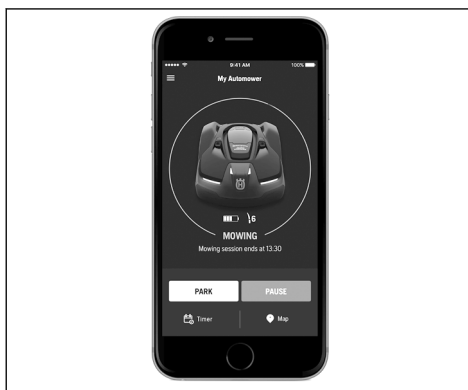 9:41 AM
100%
My Automower
6
MOWING
Mowing session ends at 13.30
PARK
PAUSE
Timer
Map